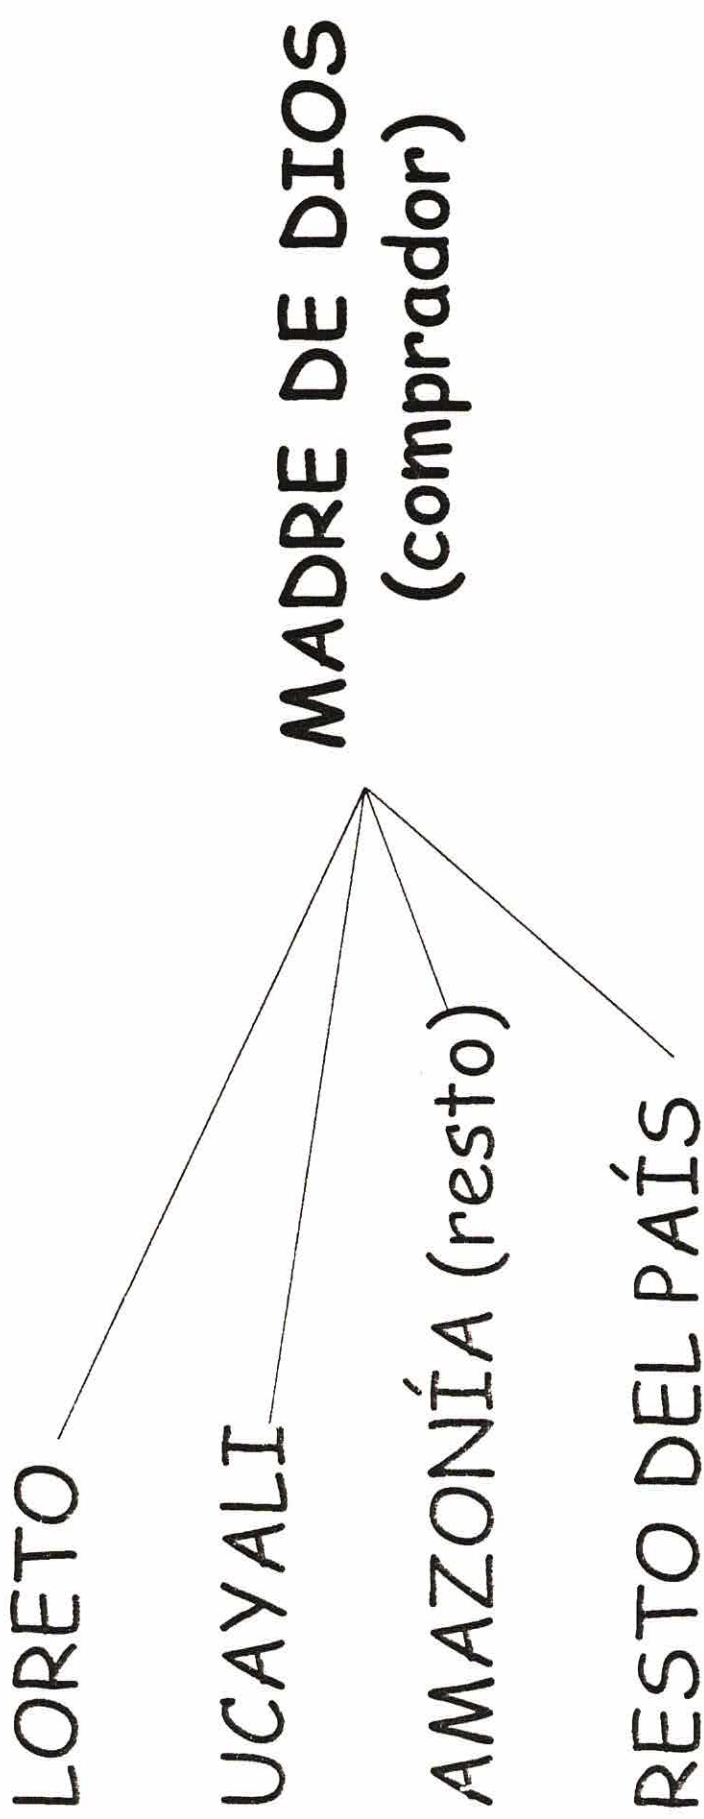 LORETO
UCAYALI
AMAZONÍA (resto)
RESTO DEL PAÍS
MADRE DE DIOS
(comprador)